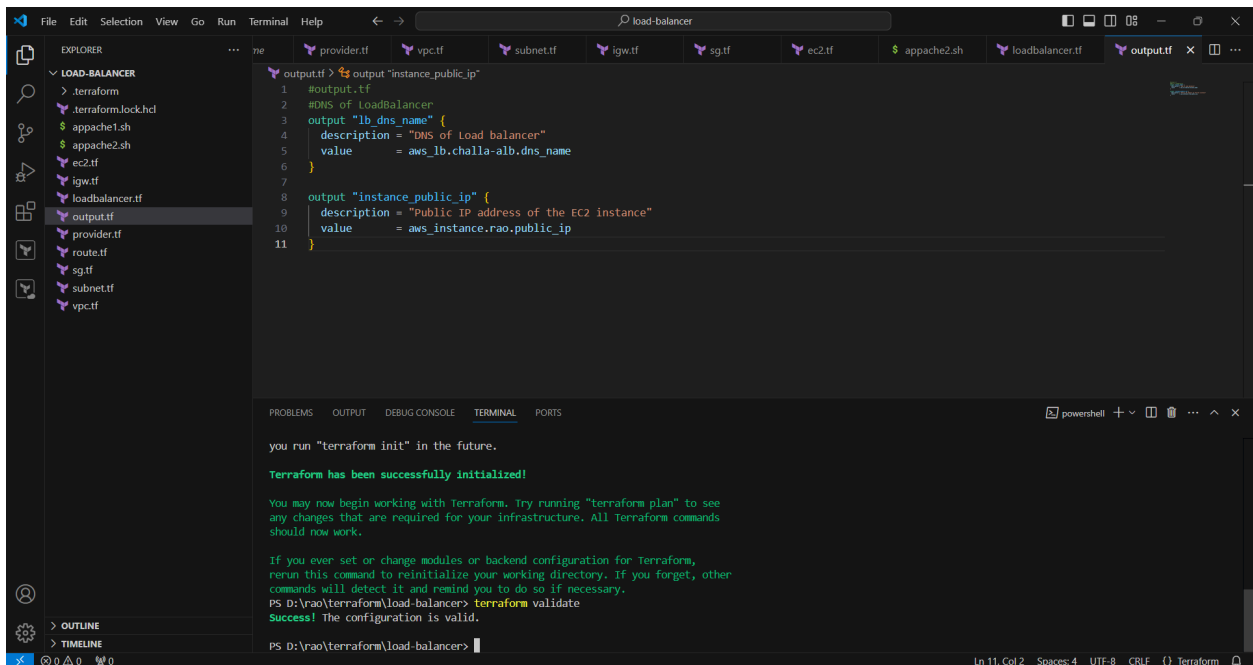 File Edit Selection View Go Run Terminal Help
load-balancer
EXPLORER
LOAD-BALANCER
.terraform
.terraform.lock.hcl
appache1.sh
appache2.sh
ec2.tf
igw.tf
loadbalancer.tf
output.tf
provider.tf
route.tf
sg.tf
subnet.tf
vpc.tf
OUTLINE
TIMELINE
me provider.tf vpc.tf subnet.tf igw.tf sg.tf ec2.tf $ appache2.sh loadbalancer.tf output.tf
output.tf > output "instance_public_ip"
1 #output.tf
2 #DNS of LoadBalancer
3 output "lb_dns_name" {
4 description = "DNS of Load balancer"
5 value = aws_lb.challa-alb.dns_name
6 }
7
8 output "instance_public_ip" {
9 description = "Public IP address of the EC2 instance"
10 value = aws_instance.rao.public_ip
11 }
PROBLEMS OUTPUT DEBUG CONSOLE TERMINAL PORTS
powershell
you run "terraform init" in the future.
Terraform has been successfully initialized!
You may now begin working with Terraform. Try running "terraform plan" to see
any changes that are required for your infrastructure. All Terraform commands
should now work.
If you ever set or change modules or backend configuration for Terraform,
rerun this command to reinitialize your working directory. If you forget, other
commands will detect it and remind you to do so if necessary.
PS D:\rao\terraform\load-balancer> terraform validate
Success! The configuration is valid.
PS D:\rao\terraform\load-balancer>
0 0 0 Ln 11, Col 2 Spaces: 4 UTF-8 CRLF {} Terraform